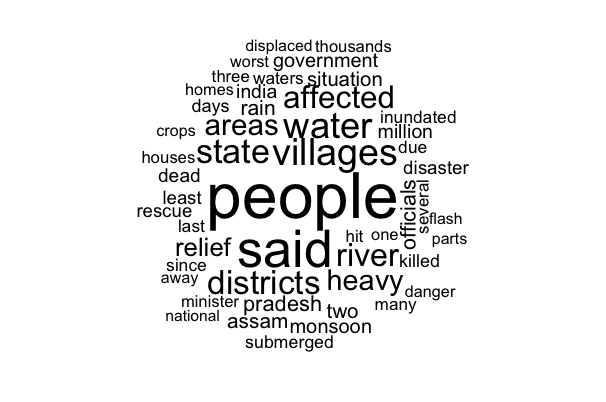 displaced thousands
worst government
three waters situation
homes india affected
days rain
crops areas water inundated
million
houses state villages due
dead disaster
least people officials several
rescue flash
last hit one parts
relief said river killed
since
away districts heavy danger
minister pradesh two many
national assam monsoon
submerged